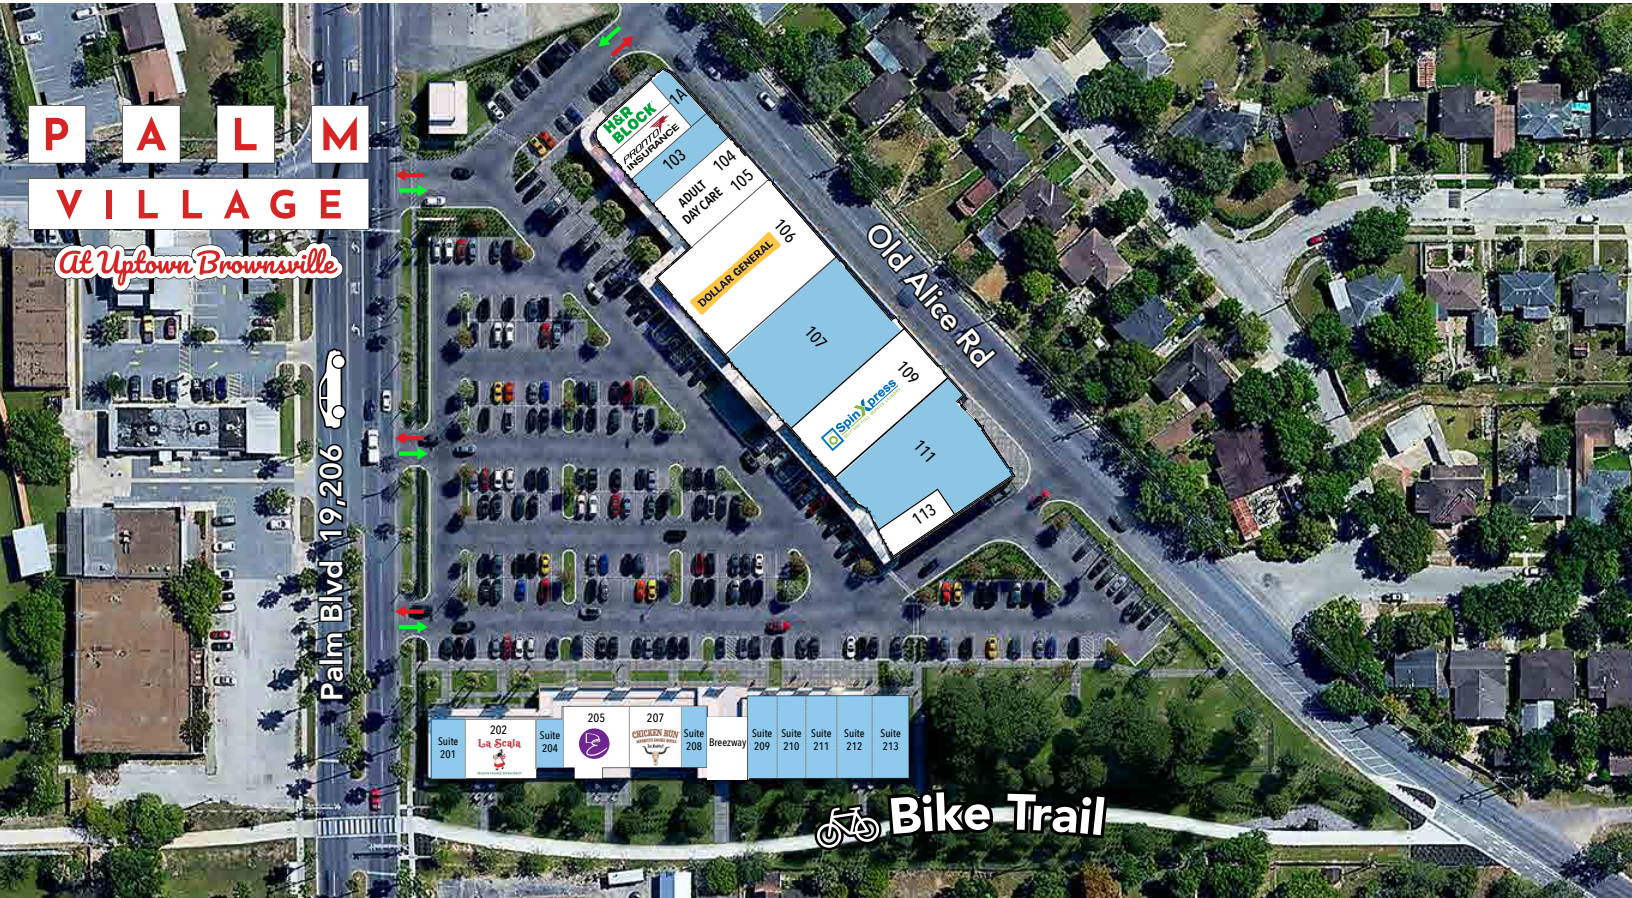 PALM
VILLAGE
At Uptown Brownsville
Palm Blvd 19,206
Old Alice Rd
1A
H&R
BLOCK
PRONTO
INSURANCE
103
104
ADULT
DAY CARE
105
106
DOLLAR GENERAL
107
109
SpinXpress
111
113
Suite
201
202
La Scala
Suite
204
205
207
CHICKEN RUN
Suite
208
Breezway
Suite
209
Suite
210
Suite
211
Suite
212
Suite
213
Bike Trail